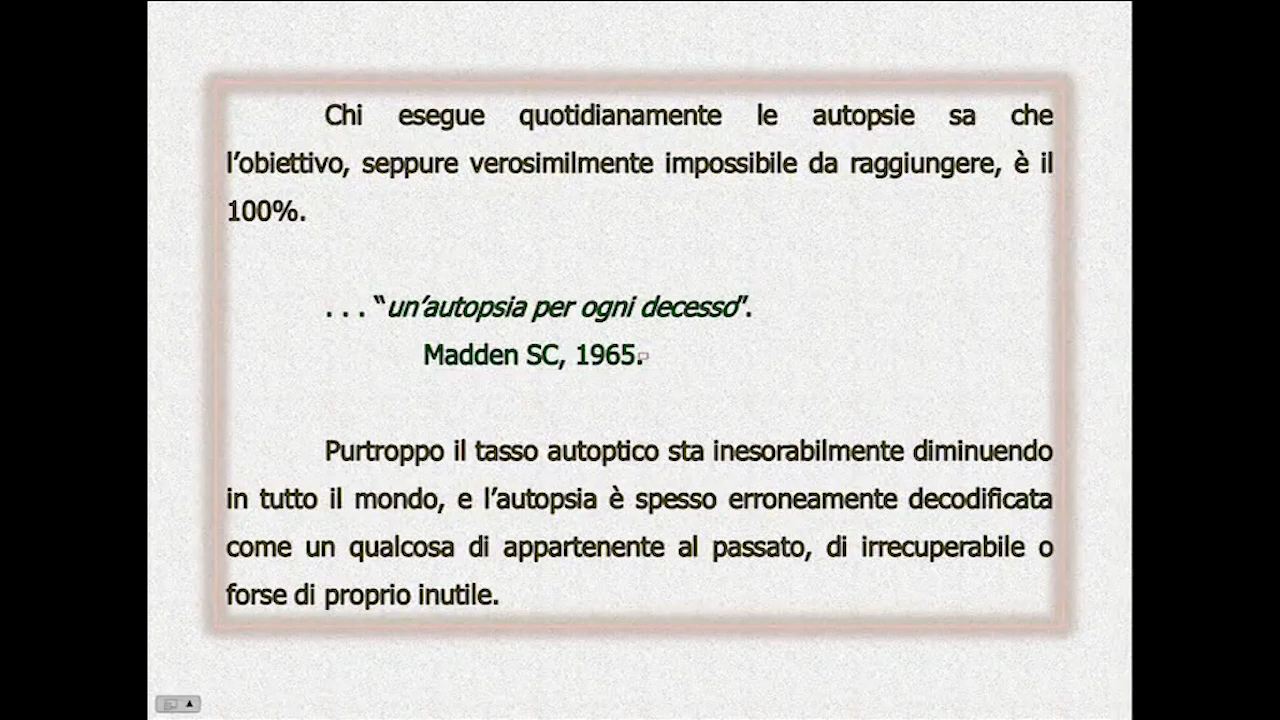 Chi esegue quotidianamente le autopsie sa che
l’obiettivo, seppure verosimilmente impossibile da raggiungere, è il
100%.
. . . “un’autopsia per ogni decesso”.
Madden SC, 1965.
Purtroppo il tasso autoptico sta inesorabilmente diminuendo
in tutto il mondo, e l’autopsia è spesso erroneamente decodificata
come un qualcosa di appartenente al passato, di irrecuperabile o
forse di proprio inutile.